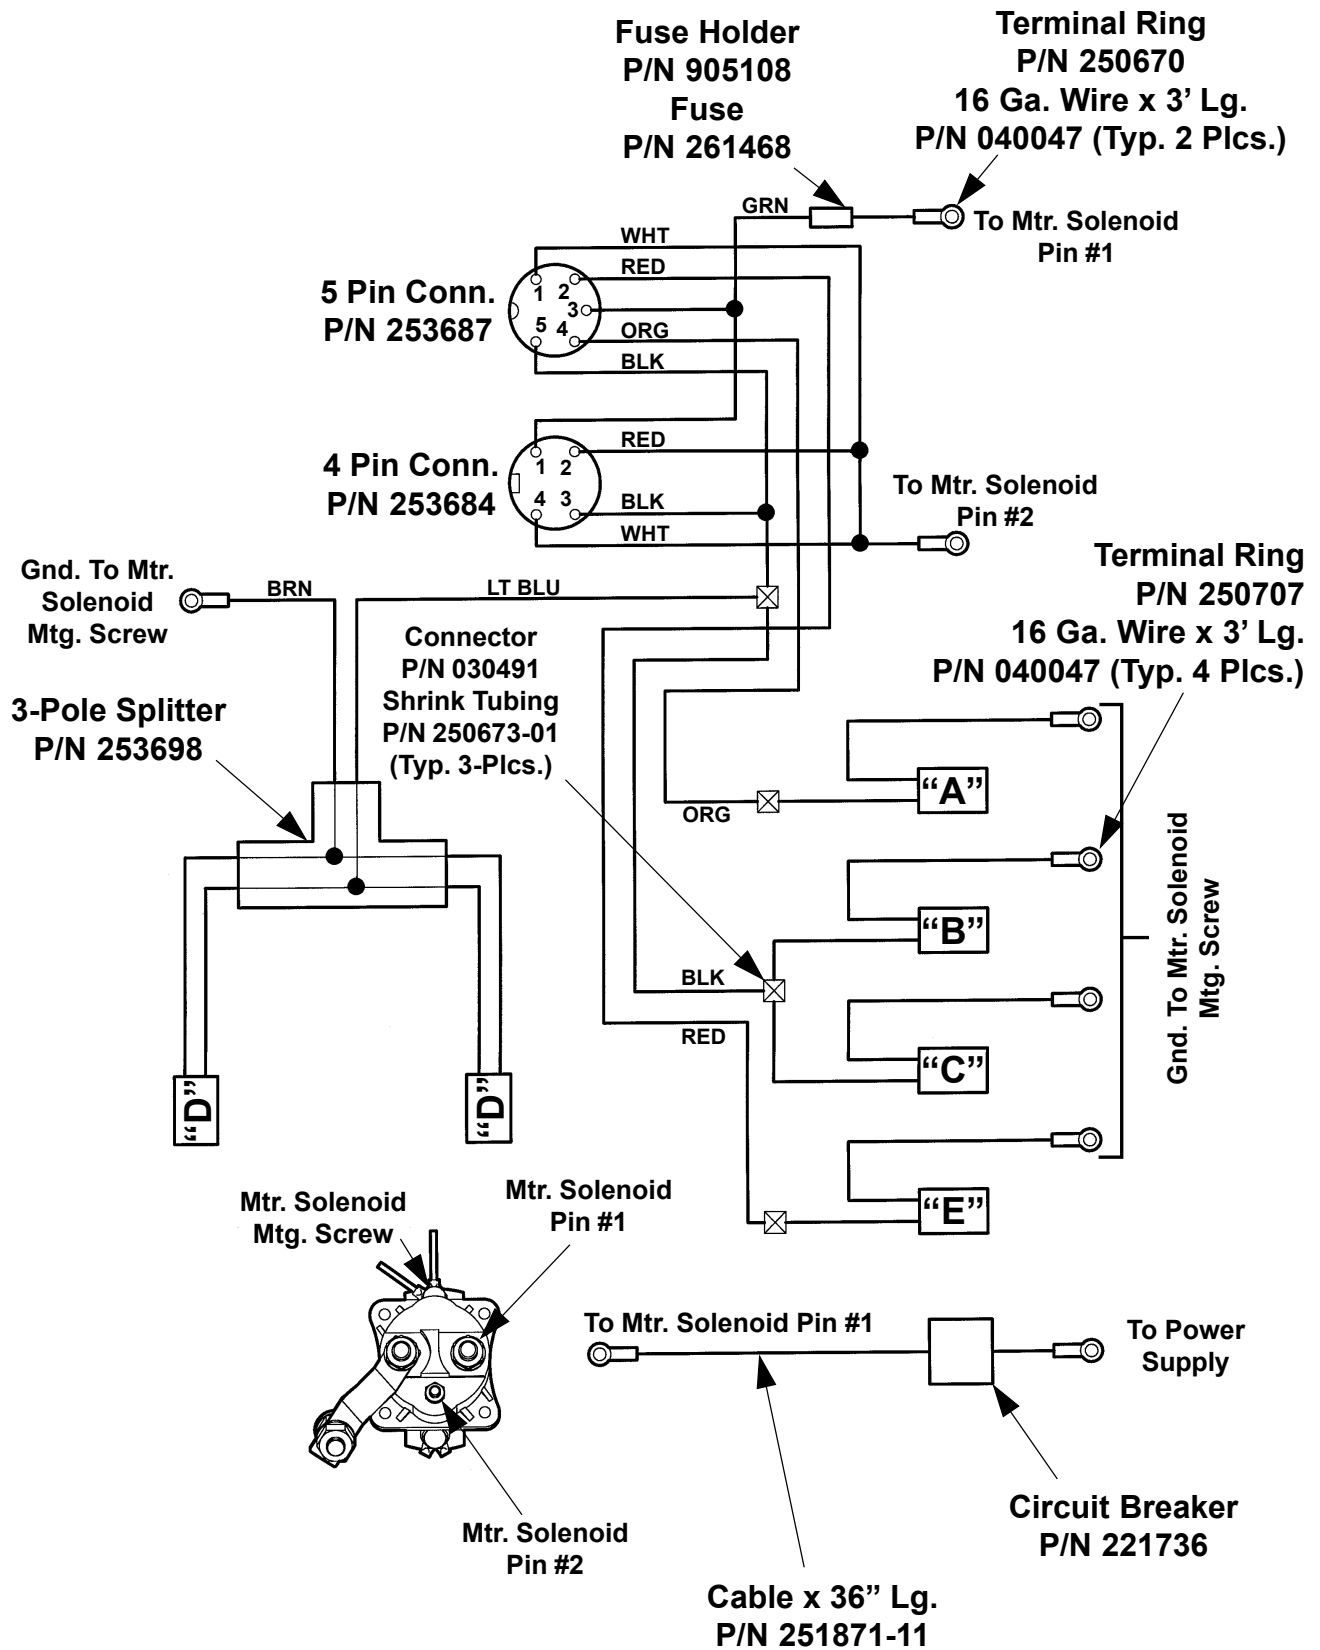 Fuse Holder
P/N 905108
Fuse
P/N 261468
Terminal Ring
P/N 250670
16 Ga. Wire x 3’ Lg.
P/N 040047 (Typ. 2 Plcs.)
GRN
To Mtr. Solenoid
Pin #1
WHT
RED
5 Pin Conn.
P/N 253687
1 2
3
5 4
ORG
BLK
4 Pin Conn.
P/N 253684
RED
1 2
4 3
BLK
WHT
To Mtr. Solenoid
Pin #2
Gnd. To Mtr.
Solenoid
Mtg. Screw
BRN
LT BLU
Terminal Ring
P/N 250707
16 Ga. Wire x 3’ Lg.
P/N 040047 (Typ. 4 Plcs.)
Connector
P/N 030491
Shrink Tubing
P/N 250673-01
(Typ. 3-Plcs.)
3-Pole Splitter
P/N 253698
“A”
ORG
“B”
BLK
“C”
RED
“E”
Gnd. To Mtr. Solenoid
Mtg. Screw
“D”
“D”
Mtr. Solenoid
Mtg. Screw
Mtr. Solenoid
Pin #1
Mtr. Solenoid
Pin #2
To Mtr. Solenoid Pin #1
To Power
Supply
Circuit Breaker
P/N 221736
Cable x 36” Lg.
P/N 251871-11